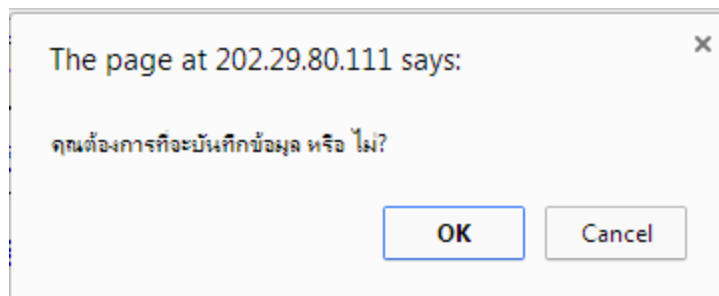 The page at 202.29.80.111 says:
คุณต้องการที่จะบันทึกข้อมูล หรือ ไม่?
OK Cancel